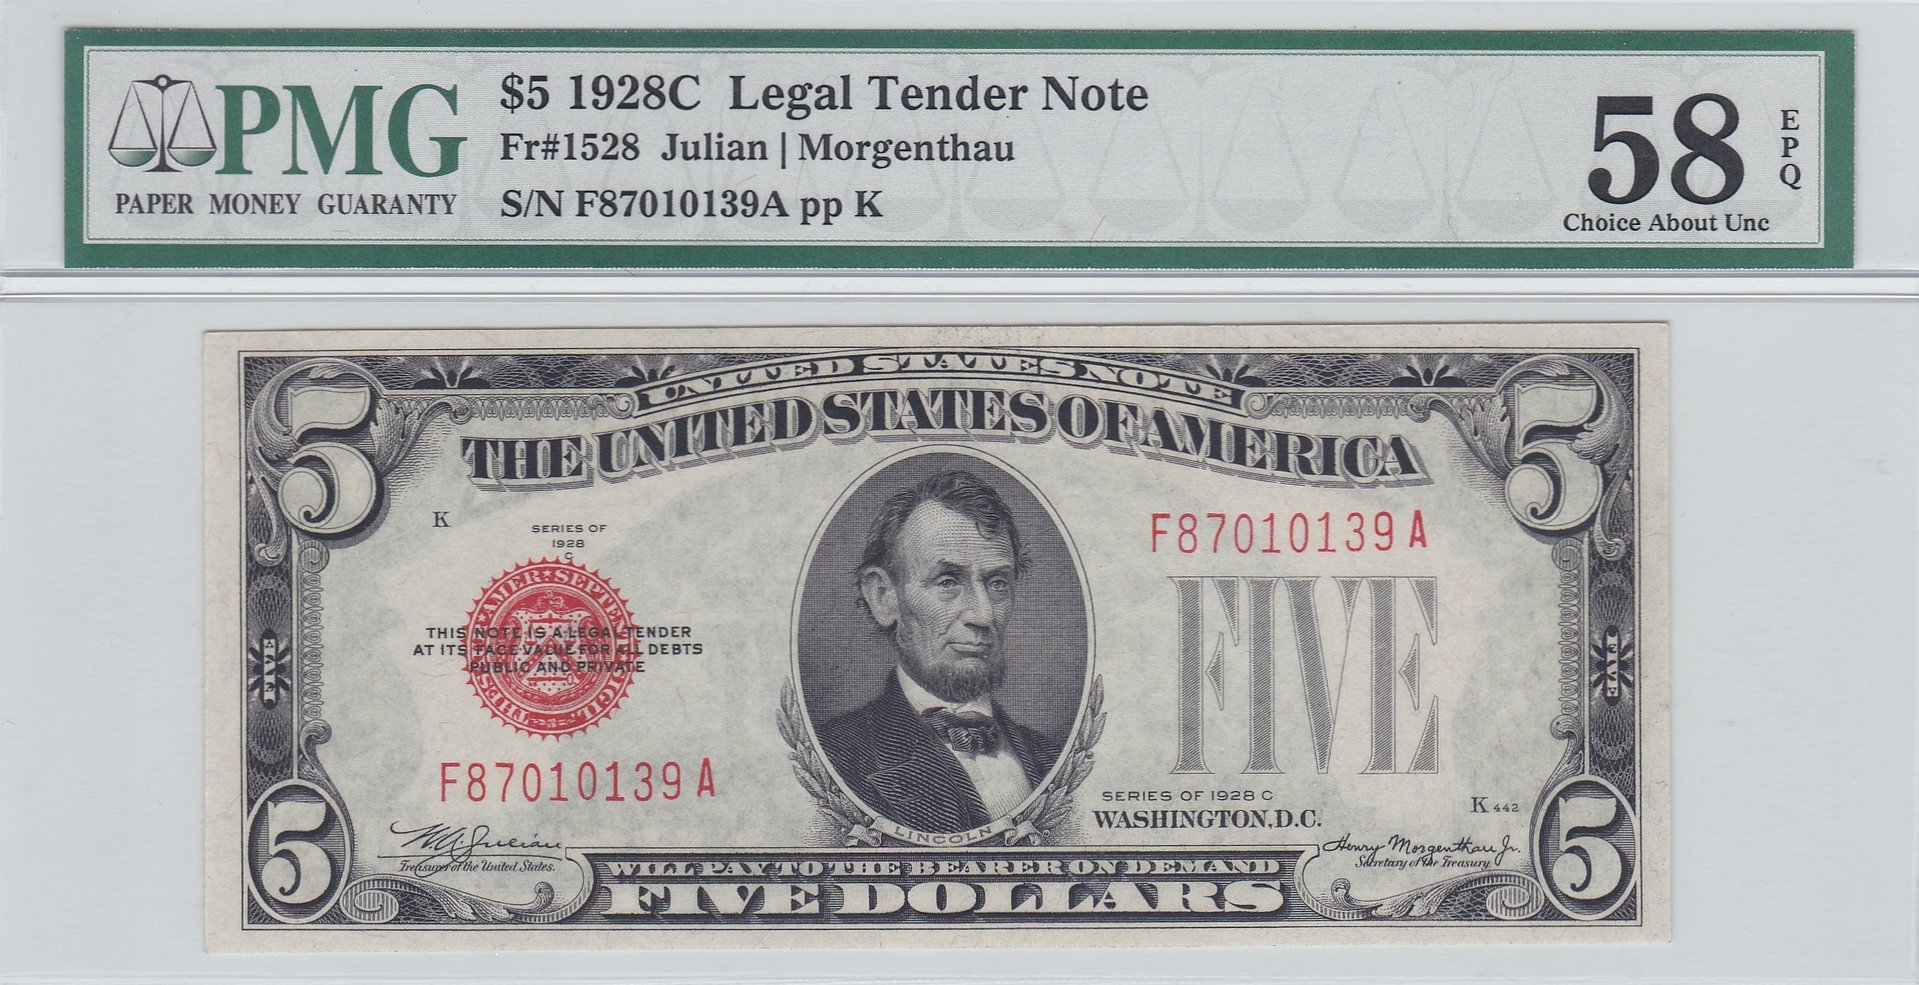 PMG
PAPER MONEY GUARANTY
$5 1928C Legal Tender Note
Fr#1528 Julian | Morgenthau
S/N F87010139A pp K
58
EPQ
Choice About Unc
UNITED STATES NOTE
THE UNITED STATES OF AMERICA
5
5
K
SERIES OF
1928
C
F87010139A
THIS NOTE IS A LEGAL TENDER
AT ITS FACE VALUE FOR ALL DEBTS
PUBLIC AND PRIVATE
FIVE
FIVE
FIVE
F87010139A
SERIES OF 1928 C
WASHINGTON, D.C.
K 442
LINCOLN
W A Julian
Treasurer of the United States.
Henry Morgenthau Jr.
Secretary of the Treasury.
WILL PAY TO THE BEARER ON DEMAND
FIVE DOLLARS
5
5